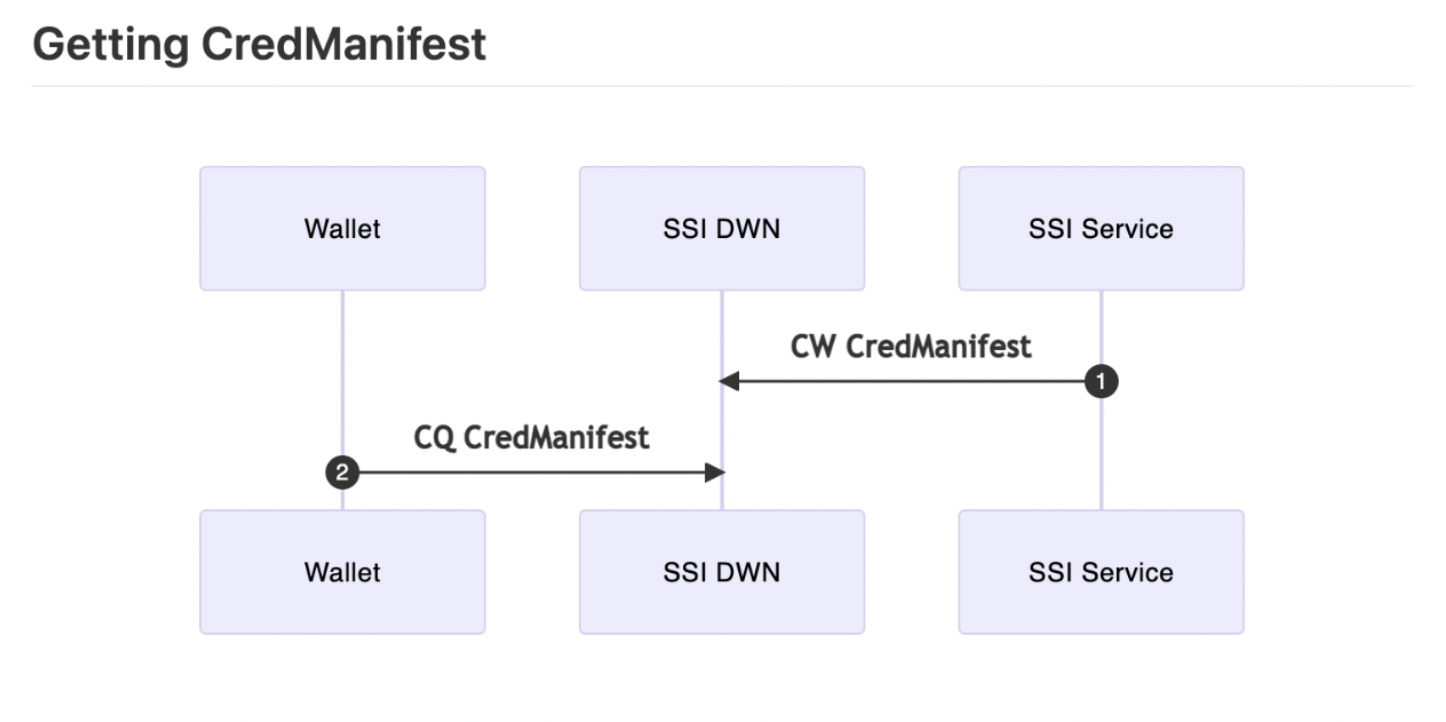 Getting CredManifest
Wallet
SSI DWN
SSI Service
CW CredManifest
1
CQ CredManifest
2
Wallet
SSI DWN
SSI Service